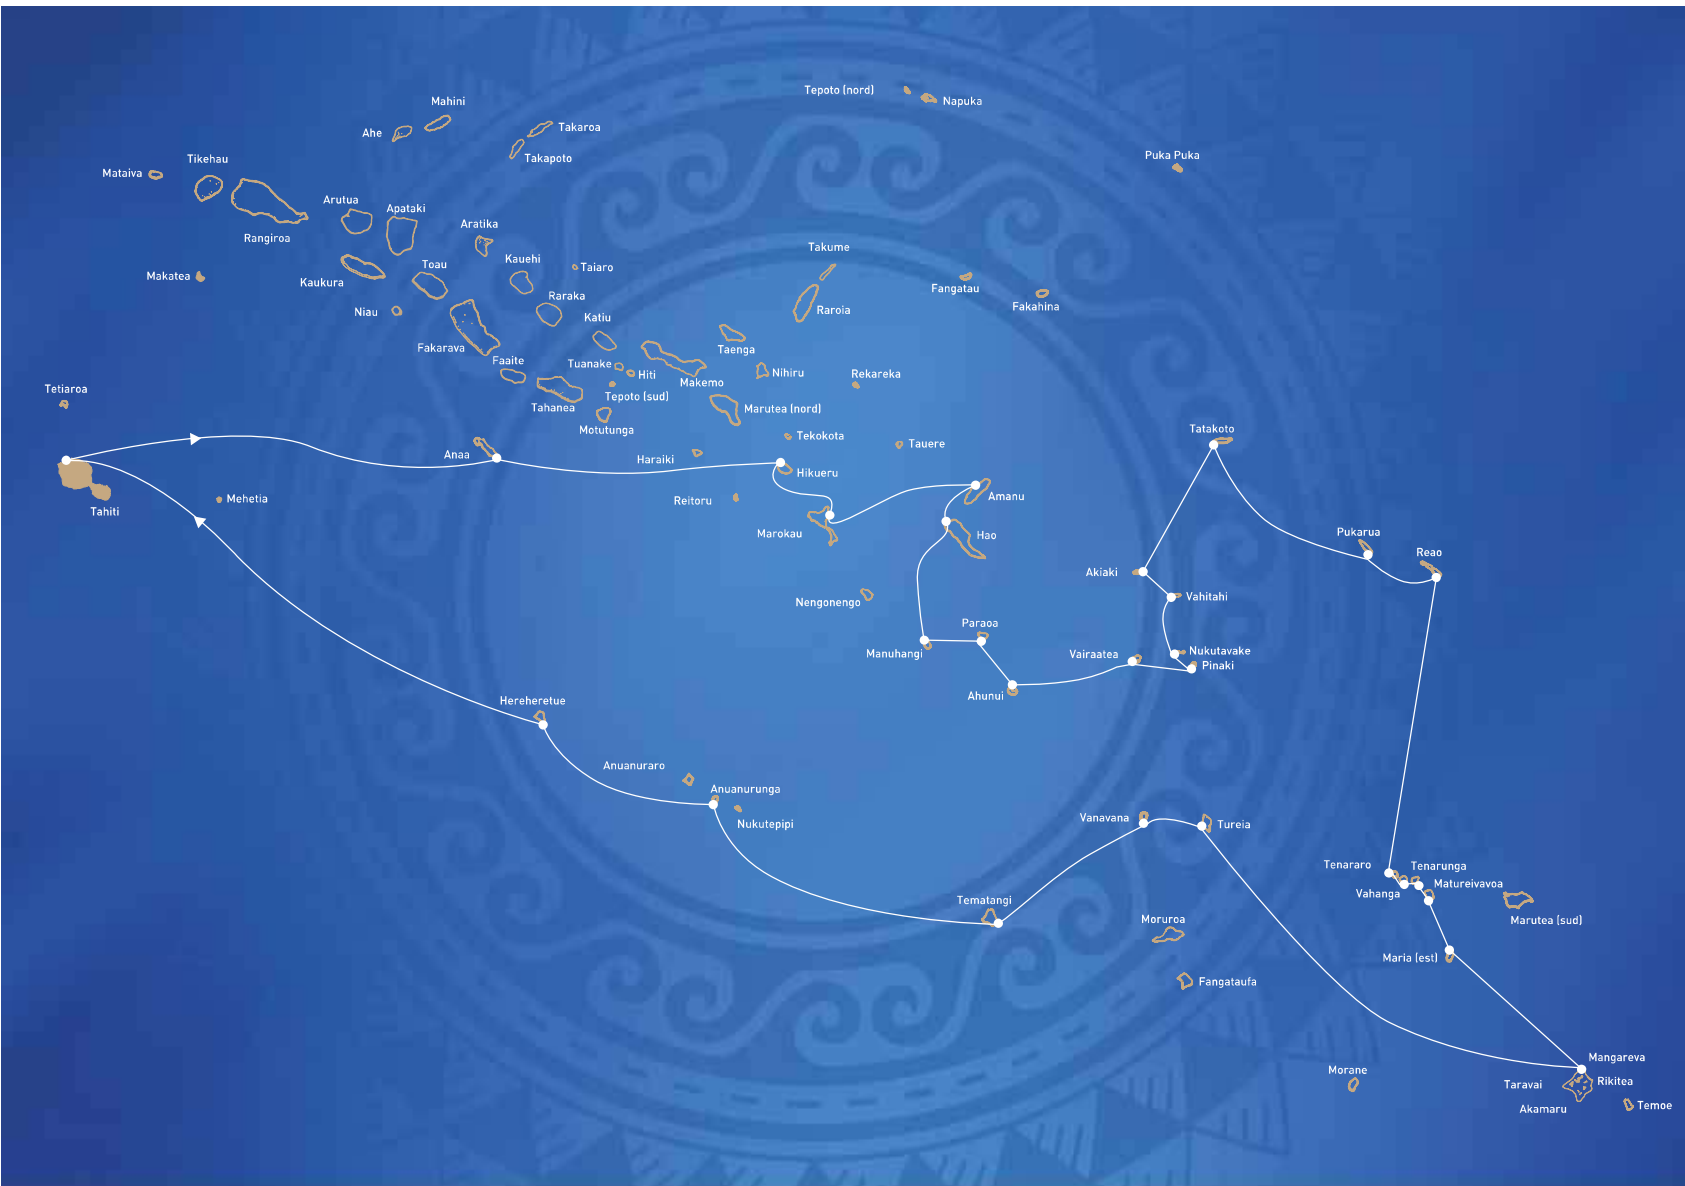 Tepoto (nord)
Napuka
Mahini
Ahe
Takaroa
Takapoto
Puka Puka
Tikehau
Mataiva
Arutua
Apataki
Rangiroa
Aratika
Takume
Kauehi
Toau
Taiaro
Makatea
Kaukura
Fangatau
Raraka
Fakahina
Niau
Raroia
Katiu
Fakarava
Taenga
Faaite
Tuanake
Hiti
Makemo
Nihiru
Rekareka
Tetiaroa
Tepoto (sud)
Tahanea
Marutea (nord)
Motutunga
Tatakoto
Tekokota
Tauere
Anaa
Haraiki
Hikueru
Mehetia
Reitoru
Amanu
Tahiti
Marokau
Hao
Pukarua
Reao
Akiaki
Vahitahi
Nengonengo
Paraoa
Manuhangi
Vairaatea
Nukutavake
Pinaki
Ahunui
Hereheretue
Anuanuraro
Anuanurunga
Nukutepipi
Vanavana
Tureia
Tenararo
Tenarunga
Matureivavoa
Vahanga
Tematangi
Moruroa
Marutea (sud)
Maria (est)
Fangataufa
Mangareva
Morane
Taravai
Rikitea
Akamaru
Temoe